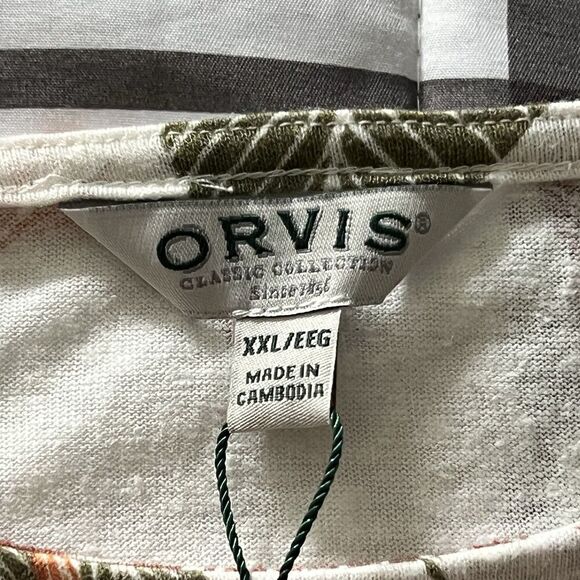 ORVIS®
CLASSIC COLLECTION
Since 1856
XXL/EEG
MADE IN
CAMBODIA